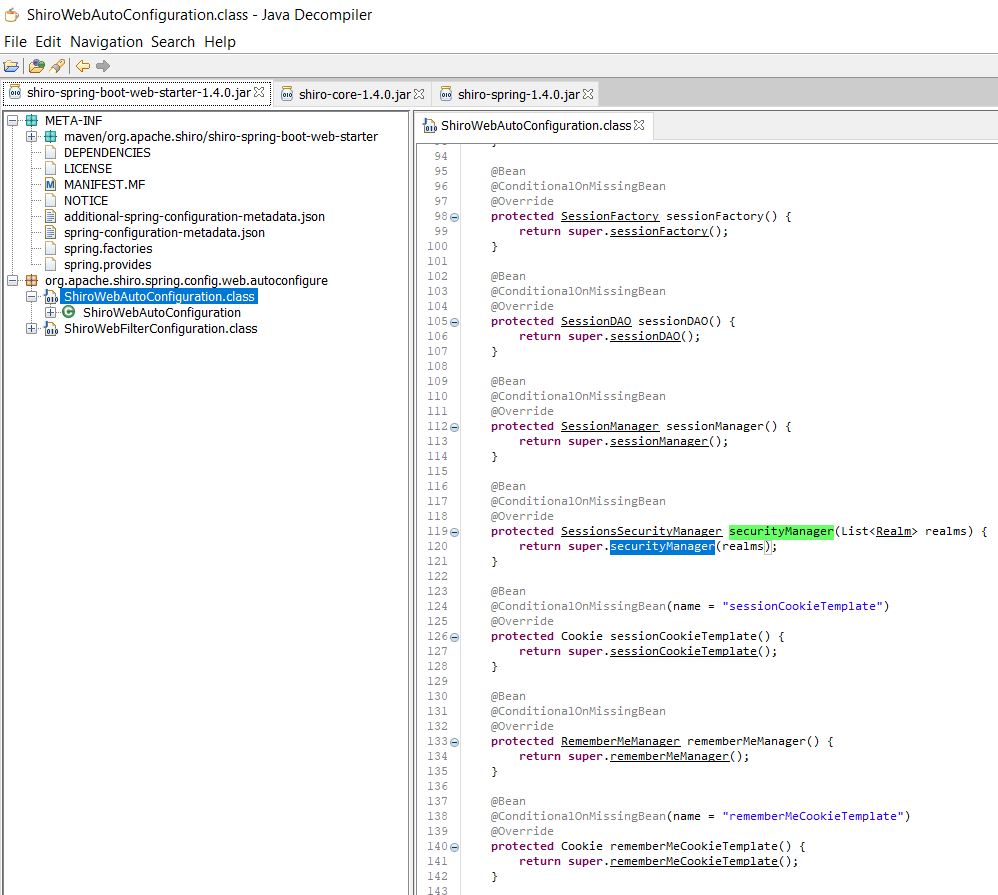 ShiroWebAutoConfiguration.class - Java Decompiler
File Edit Navigation Search Help
shiro-spring-boot-web-starter-1.4.0.jar
shiro-core-1.4.0.jar
shiro-spring-1.4.0.jar
META-INF
maven/org.apache.shiro/shiro-spring-boot-web-starter
DEPENDENCIES
LICENSE
MANIFEST.MF
NOTICE
additional-spring-configuration-metadata.json
spring-configuration-metadata.json
spring.factories
spring.provides
org.apache.shiro.spring.config.web.autoconfigure
ShiroWebAutoConfiguration.class
ShiroWebAutoConfiguration
ShiroWebFilterConfiguration.class
ShiroWebAutoConfiguration.class
94
95 @Bean
96 @ConditionalOnMissingBean
97 @Override
98 protected SessionFactory sessionFactory() {
99 return super.sessionFactory();
100 }
101
102 @Bean
103 @ConditionalOnMissingBean
104 @Override
105 protected SessionDAO sessionDAO() {
106 return super.sessionDAO();
107 }
108
109 @Bean
110 @ConditionalOnMissingBean
111 @Override
112 protected SessionManager sessionManager() {
113 return super.sessionManager();
114 }
115
116 @Bean
117 @ConditionalOnMissingBean
118 @Override
119 protected SessionsSecurityManager securityManager(List<Realm> realms) {
120 return super.securityManager(realms);
121 }
122
123 @Bean
124 @ConditionalOnMissingBean(name = "sessionCookieTemplate")
125 @Override
126 protected Cookie sessionCookieTemplate() {
127 return super.sessionCookieTemplate();
128 }
129
130 @Bean
131 @ConditionalOnMissingBean
132 @Override
133 protected RememberMeManager rememberMeManager() {
134 return super.rememberMeManager();
135 }
136
137 @Bean
138 @ConditionalOnMissingBean(name = "rememberMeCookieTemplate")
139 @Override
140 protected Cookie rememberMeCookieTemplate() {
141 return super.rememberMeCookieTemplate();
142 }
143